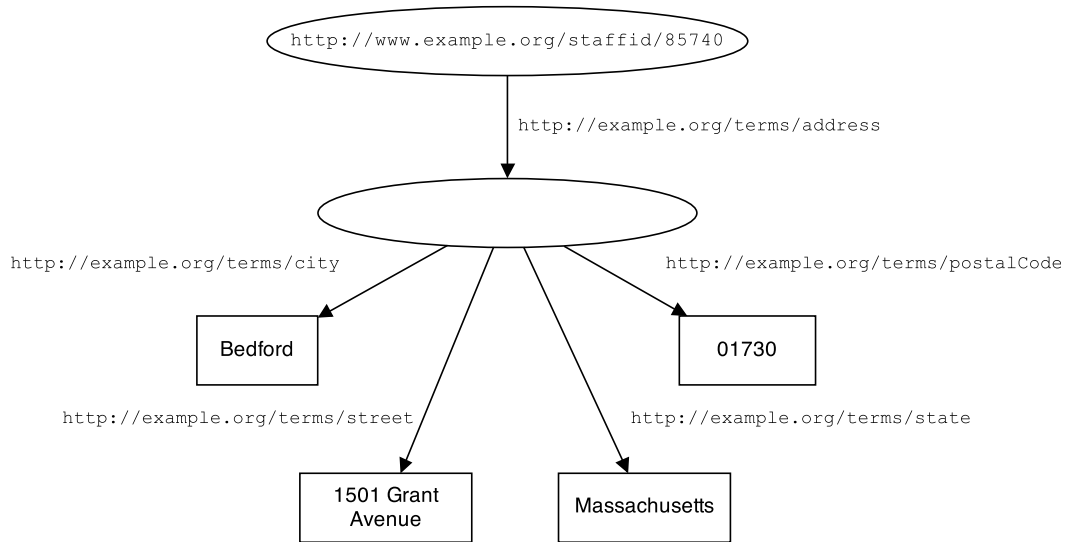 http://www.example.org/staffid/85740
http://example.org/terms/address
http://example.org/terms/city
http://example.org/terms/postalCode
Bedford
01730
http://example.org/terms/street
http://example.org/terms/state
1501 Grant
Avenue
Massachusetts